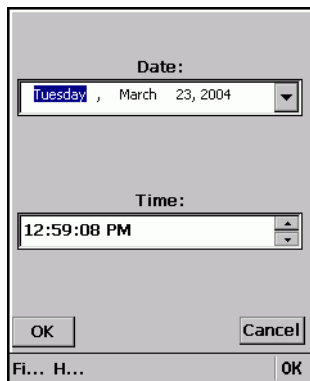 Date:
Tuesday , March 23, 2004
Time:
12:59:08 PM
OK Cancel
Fi... H... OK